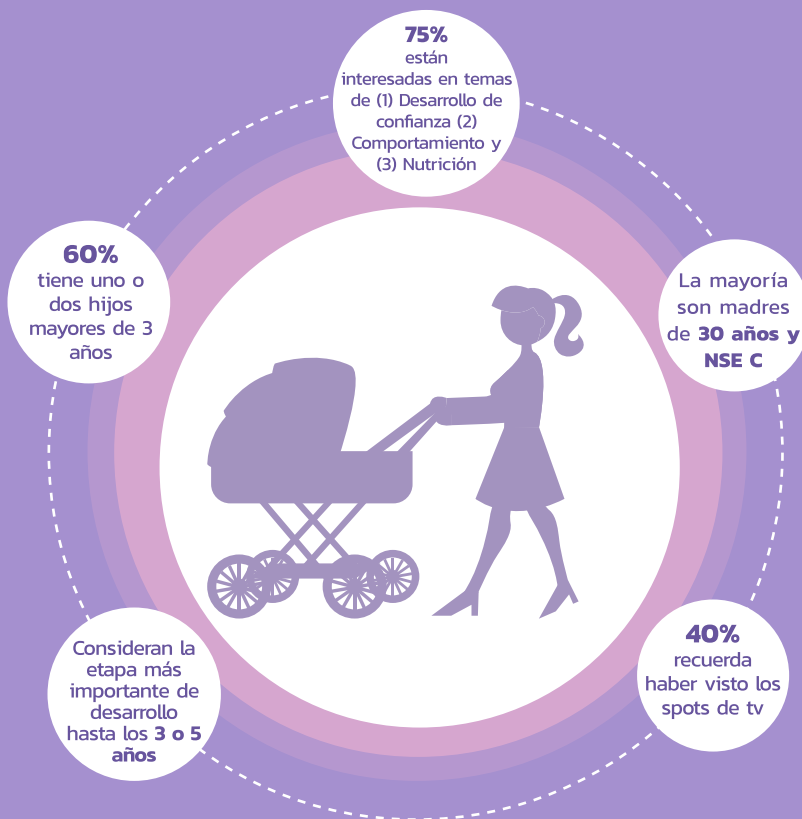 75%
están
interesadas en temas
de (1) Desarrollo de
confianza (2)
Comportamiento y
(3) Nutrición
60%
tiene uno o
dos hijos
mayores de 3
años
La mayoría
son madres
de 30 años y
NSE C
Consideran la
etapa más
importante de
desarrollo
hasta los 3 o 5
años
40%
recuerda
haber visto los
spots de tv